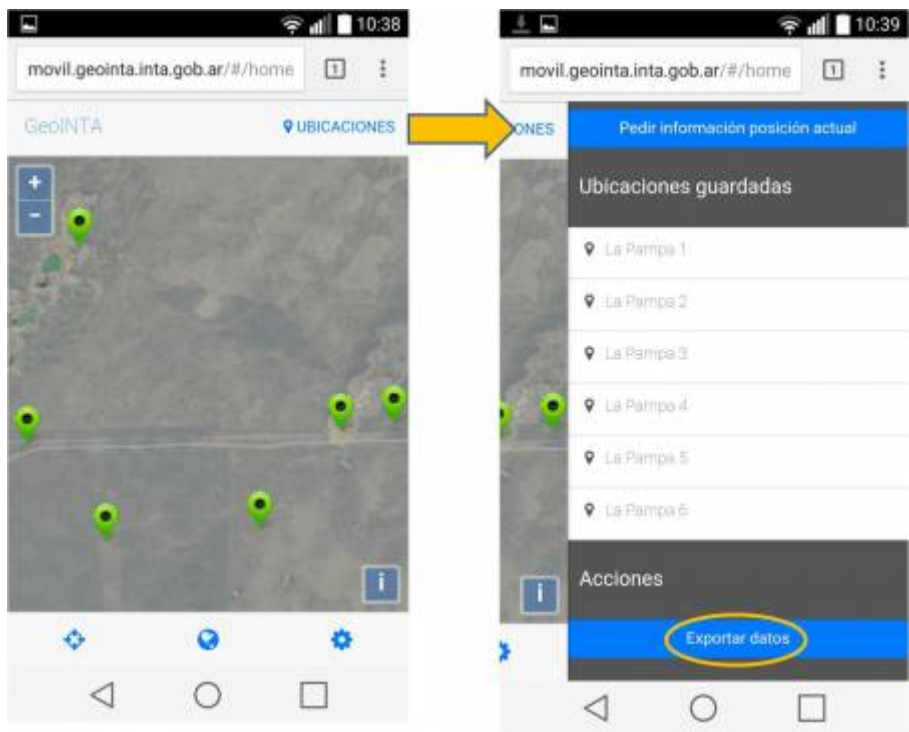 10:38
movil.geointa.inta.gob.ar/#/home
1
GeoINTA
UBICACIONES
+
-
i
10:39
movil.geointa.inta.gob.ar/#/home
1
ONES
Pedir información posición actual
Ubicaciones guardadas
La Pampa 1
La Pampa 2
La Pampa 3
La Pampa 4
La Pampa 5
La Pampa 6
Acciones
i
Exportar datos